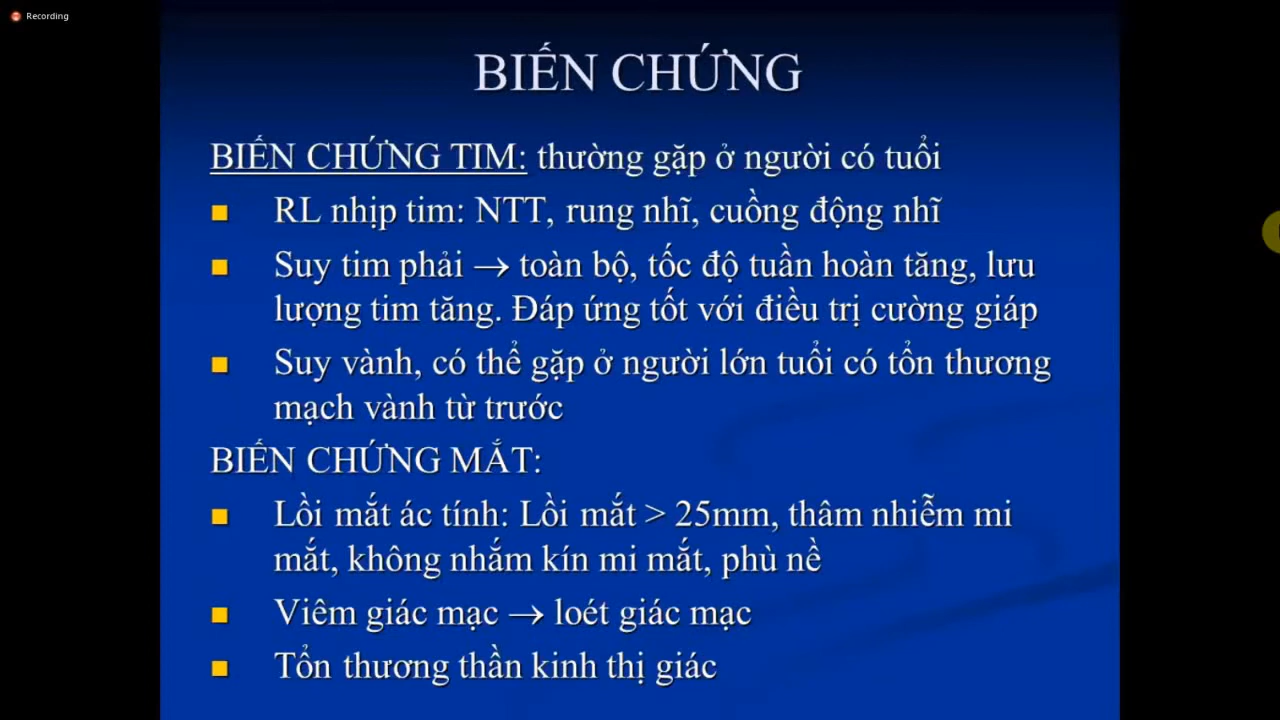 Recording
BIẾN CHỨNG
BIẾN CHỨNG TIM: thường gặp ở người có tuổi
RL nhịp tim: NTT, rung nhĩ, cuồng động nhĩ
Suy tim phải → toàn bộ, tốc độ tuần hoàn tăng, lưu
lượng tim tăng. Đáp ứng tốt với điều trị cường giáp
Suy vành, có thể gặp ở người lớn tuổi có tổn thương
mạch vành từ trước
BIẾN CHỨNG MẮT:
Lồi mắt ác tính: Lồi mắt > 25mm, thâm nhiễm mi
mắt, không nhắm kín mi mắt, phù nề
Viêm giác mạc → loét giác mạc
Tổn thương thần kinh thị giác